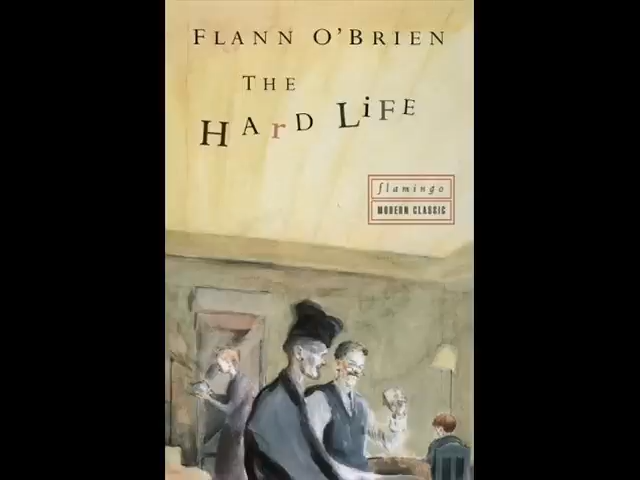 FLANN O'BRIEN
THE
HArD LiFE
flamingo
MODERN CLASSIC